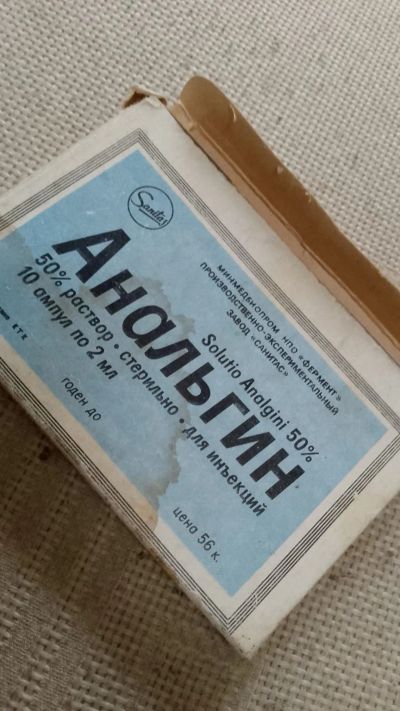 Sanitas
МИНМЕДБИОПРОМ НПО «ФЕРМЕНТ»
ПРОИЗВОДСТВЕННО-ЭКСПЕРИМЕНТАЛЬНЫЙ
ЗАВОД «САНИТАС»
Solutio Analgini 50%
Анальгин
50% раствор • стерильно • для инъекций
10 ампул по 2 мл
годен до
цена 56 к.